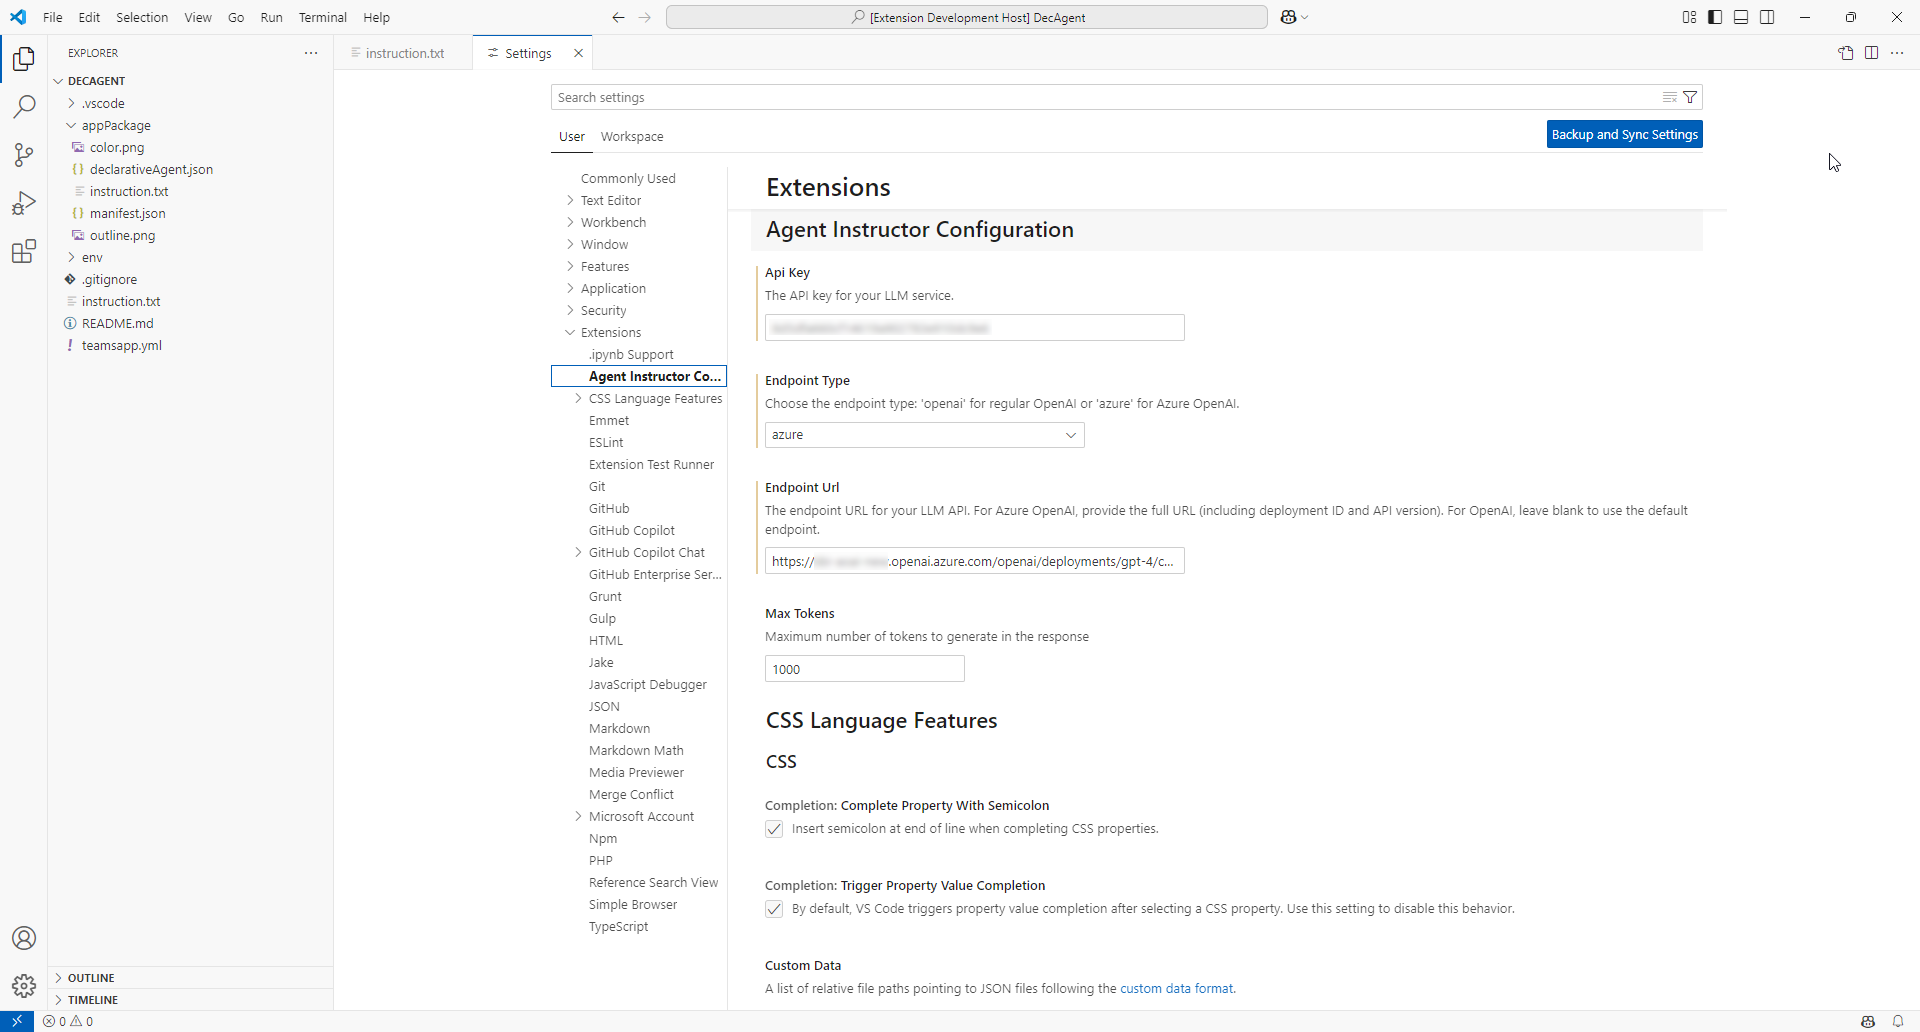 File Edit Selection View Go Run Terminal Help
[Extension Development Host] DecAgent
EXPLORER
DECAGENT
.vscode
appPackage
color.png
declarativeAgent.json
instruction.txt
manifest.json
outline.png
env
.gitignore
instruction.txt
README.md
teamsapp.yml
OUTLINE
TIMELINE
instruction.txt
Settings
Search settings
User Workspace
Backup and Sync Settings
Commonly Used
Text Editor
Workbench
Window
Features
Application
Security
Extensions
.ipynb Support
Agent Instructor Co...
CSS Language Features
Emmet
ESLint
Extension Test Runner
Git
GitHub
GitHub Copilot
GitHub Copilot Chat
GitHub Enterprise Ser...
Grunt
Gulp
HTML
Jake
JavaScript Debugger
JSON
Markdown
Markdown Math
Media Previewer
Merge Conflict
Microsoft Account
Npm
PHP
Reference Search View
Simple Browser
TypeScript
Extensions
Agent Instructor Configuration
Api Key
The API key for your LLM service.
Endpoint Type
Choose the endpoint type: 'openai' for regular OpenAI or 'azure' for Azure OpenAI.
azure
Endpoint Url
The endpoint URL for your LLM API. For Azure OpenAI, provide the full URL (including deployment ID and API version). For OpenAI, leave blank to use the default
endpoint.
https:// .openai.azure.com/openai/deployments/gpt-4/c...
Max Tokens
Maximum number of tokens to generate in the response
1000
CSS Language Features
CSS
Completion: Complete Property With Semicolon
Insert semicolon at end of line when completing CSS properties.
Completion: Trigger Property Value Completion
By default, VS Code triggers property value completion after selecting a CSS property. Use this setting to disable this behavior.
Custom Data
A list of relative file paths pointing to JSON files following the custom data format.
0 0